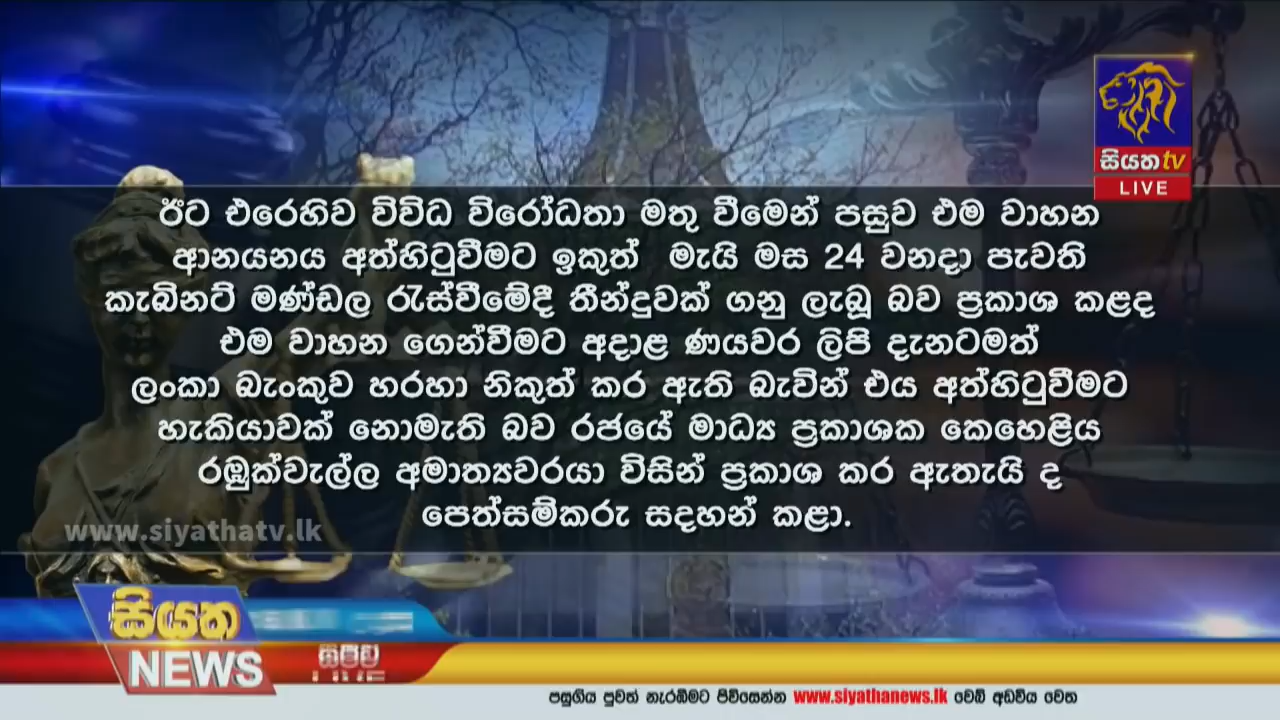 සියත tv
LIVE
ඊට එරෙහිව විවිධ විරෝධතා මතු වීමෙන් පසුව එම වාහන
ආනයනය අත්හිටුවීමට ඉකුත් මැයි මස 24 වනදා පැවති
කැබිනට් මණ්ඩල රැස්වීමේදී තීන්දුවක් ගනු ලැබූ බව ප්‍රකාශ කළද
එම වාහන ගෙන්වීමට අදාළ ණයවර ලිපි දැනටමත්
ලංකා බැංකුව හරහා නිකුත් කර ඇති බැවින් එය අත්හිටුවීමට
හැකියාවක් නොමැති බව රජයේ මාධ්‍ය ප්‍රකාශක කෙහෙළිය
රඹුක්වැල්ල අමාත්‍යවරයා විසින් ප්‍රකාශ කර ඇතැයි ද
පෙත්සම්කරු සදහන් කළා.
www.siyathatv.lk
සියත
NEWS
සජීවී
LIVE
පසුගිය පුවත් නැරඹීමට පිවිසෙන්න www.siyathanews.lk වෙබ් අඩවිය වෙත